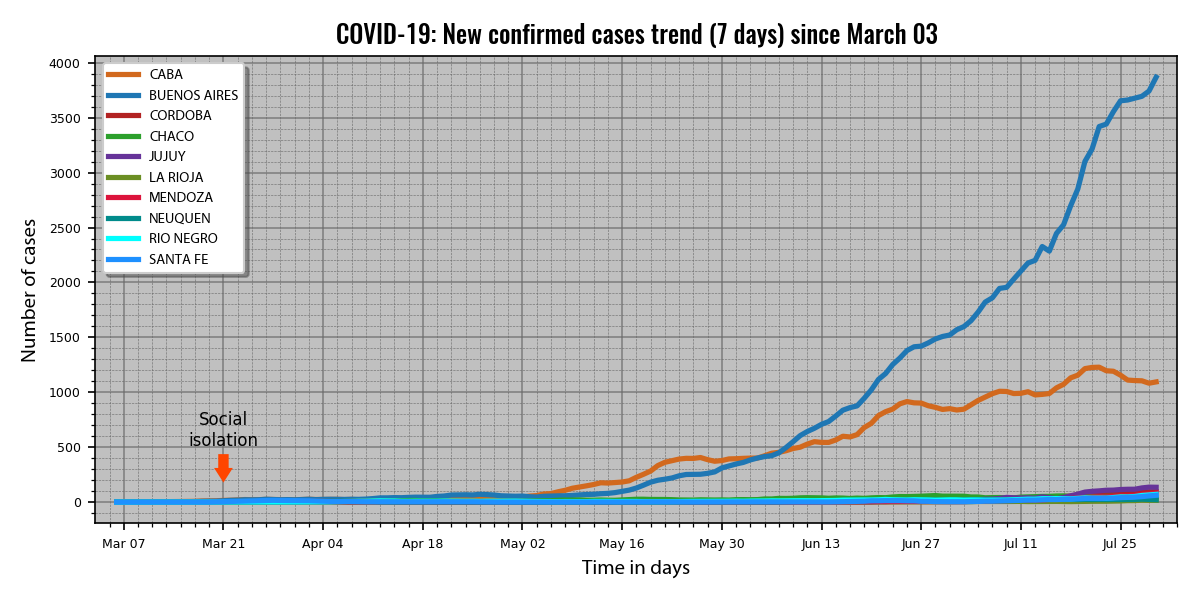 COVID-19: New confirmed cases trend (7 days) since March 03
Number of cases
4000
3500
3000
2500
2000
1500
1000
500
0
CABA
BUENOS AIRES
CORDOBA
CHACO
JUJUY
LA RIOJA
MENDOZA
NEUQUEN
RIO NEGRO
SANTA FE
Social
isolation
Mar 07 Mar 21 Apr 04 Apr 18 May 02 May 16 May 30 Jun 13 Jun 27 Jul 11 Jul 25
Time in days